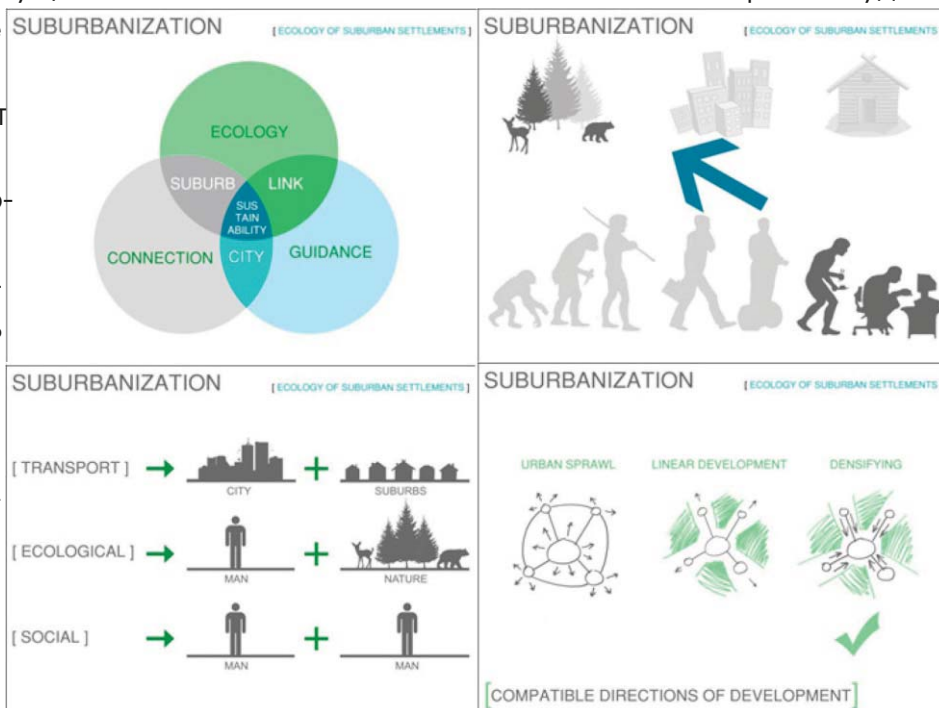 SUBURBANIZATION
[ ECOLOGY OF SUBURBAN SETTLEMENTS ]
ECOLOGY
SUBURB
LINK
SUS
TAIN
ABILITY
CONNECTION
CITY
GUIDANCE
SUBURBANIZATION
[ ECOLOGY OF SUBURBAN SETTLEMENTS ]
SUBURBANIZATION
[ ECOLOGY OF SUBURBAN SETTLEMENTS ]
[ TRANSPORT ]
CITY
+
SUBURBS
[ ECOLOGICAL ]
MAN
+
NATURE
[ SOCIAL ]
MAN
+
MAN
SUBURBANIZATION
[ ECOLOGY OF SUBURBAN SETTLEMENTS
URBAN SPRAWL
LINEAR DEVELOPMENT
DENSIFYING
[COMPATIBLE DIRECTIONS OF DEVELOPMENT]